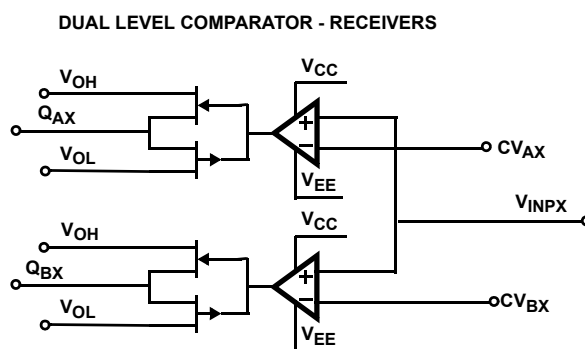 DUAL LEVEL COMPARATOR - RECEIVERS
VOH
VCC
QAX
+
−
VOL
CVAX
VEE
VINPX
VCC
VOH
QBX
+
−
VOL
CVBX
VEE